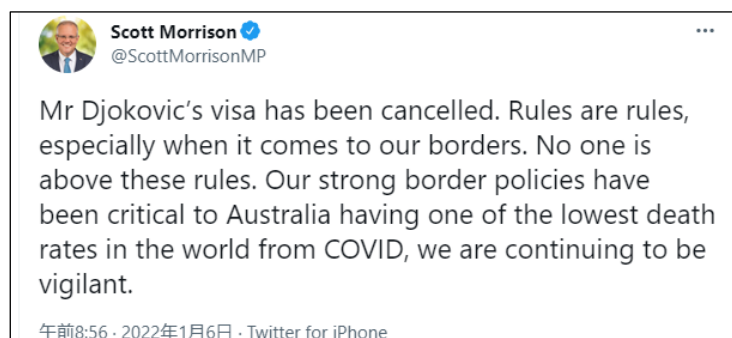 Scott Morrison
@ScottMorrisonMP
Mr Djokovic's visa has been cancelled. Rules are rules,
especially when it comes to our borders. No one is
above these rules. Our strong border policies have
been critical to Australia having one of the lowest death
rates in the world from COVID, we are continuing to be
vigilant.
午前8:56 · 2022年1月6日 · Twitter for iPhone